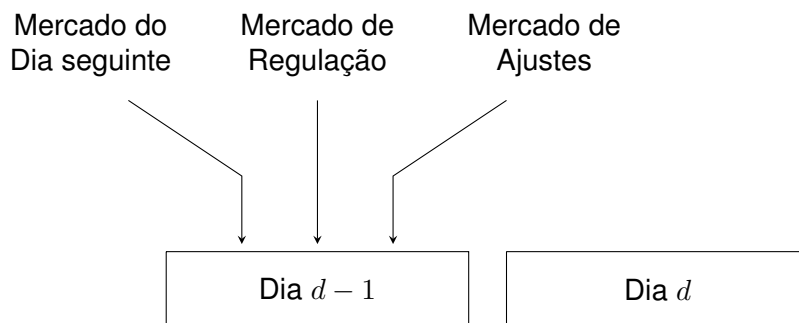 Mercado do
Dia seguinte
Mercado de
Regulação
Mercado de
Ajustes
Dia d − 1
Dia d